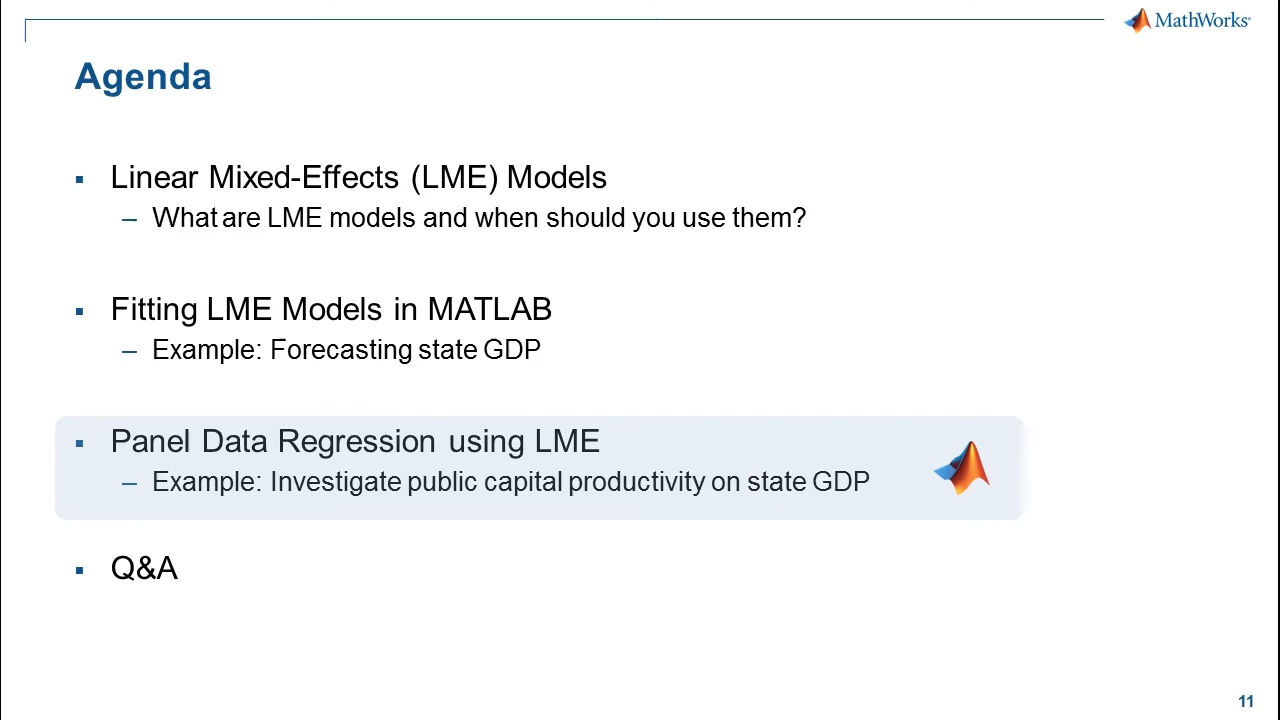 MathWorks®
Agenda
▪ Linear Mixed-Effects (LME) Models
– What are LME models and when should you use them?
▪ Fitting LME Models in MATLAB
– Example: Forecasting state GDP
▪ Panel Data Regression using LME
– Example: Investigate public capital productivity on state GDP
▪ Q&A
11